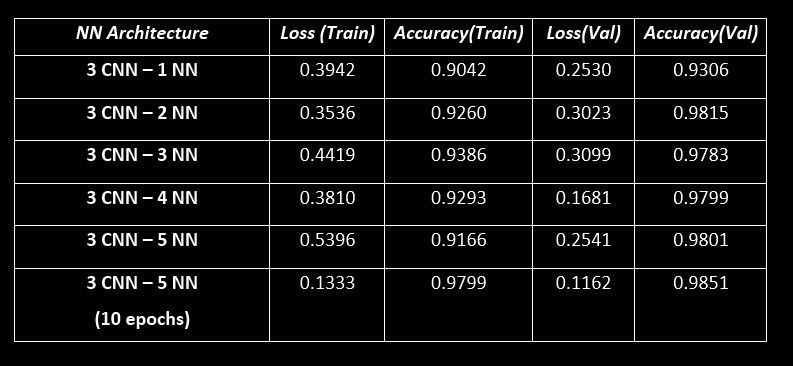 NN Architecture Loss (Train) Accuracy(Train) Loss(Val) Accuracy(Val)
3 CNN – 1 NN 0.3942 0.9042 0.2530 0.9306
3 CNN – 2 NN 0.3536 0.9260 0.3023 0.9815
3 CNN – 3 NN 0.4419 0.9386 0.3099 0.9783
3 CNN – 4 NN 0.3810 0.9293 0.1681 0.9799
3 CNN – 5 NN 0.5396 0.9166 0.2541 0.9801
3 CNN – 5 NN 0.1333 0.9799 0.1162 0.9851
(10 epochs)